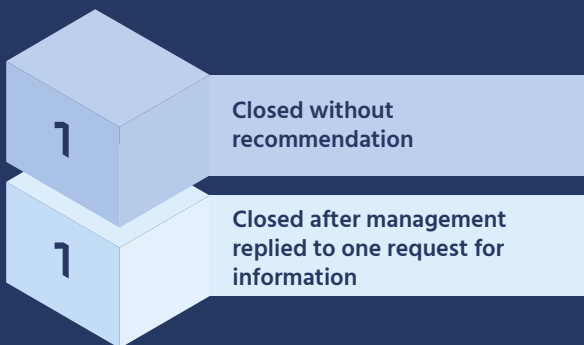 1
Closed without
recommendation
1
Closed after management
replied to one request for
information